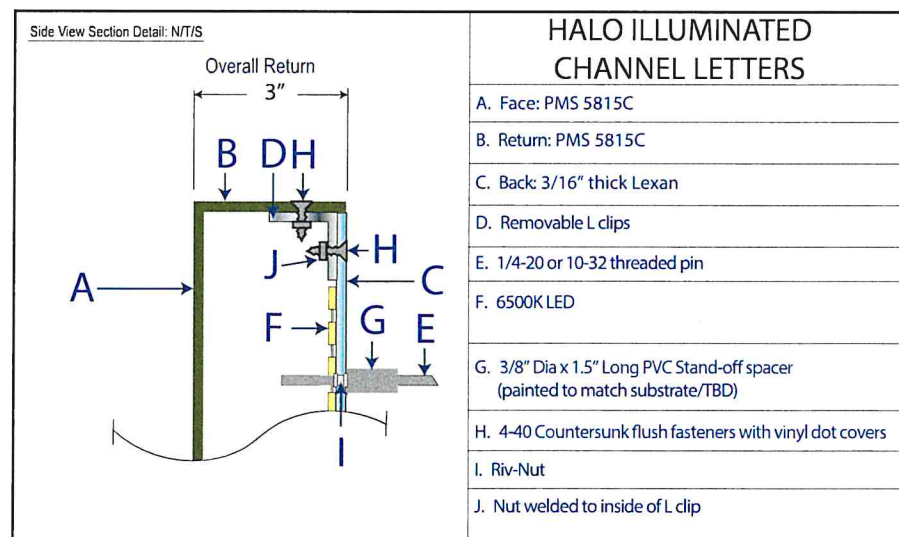 Side View Section Detail: N/T/S
Overall Return
3"
B
D
H
J
H
A
C
F
G
E
I
HALO ILLUMINATED
CHANNEL LETTERS
A. Face: PMS 5815C
B. Return: PMS 5815C
C. Back: 3/16" thick Lexan
D. Removable L clips
E. 1/4-20 or 10-32 threaded pin
F. 6500K LED
G. 3/8" Dia x 1.5" Long PVC Stand-off spacer
(painted to match substrate/TBD)
H. 4-40 Countersunk flush fasteners with vinyl dot covers
I. Riv-Nut
J. Nut welded to inside of L clip